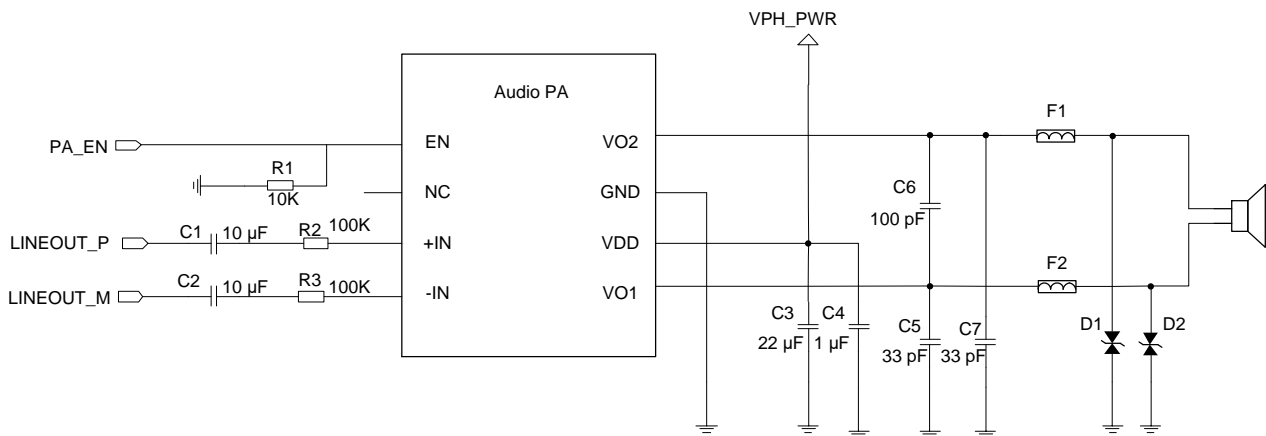 VPH_PWR
Audio PA
F1
PA_EN
EN
VO2
R1
10K
NC
GND
C6
100 pF
LINEOUT_P
C1
10 µF
R2
100K
+IN
VDD
LINEOUT_M
C2
10 µF
R3
100K
-IN
VO1
F2
C3
22 µF
C4
1 µF
C5
33 pF
C7
33 pF
D1
D2